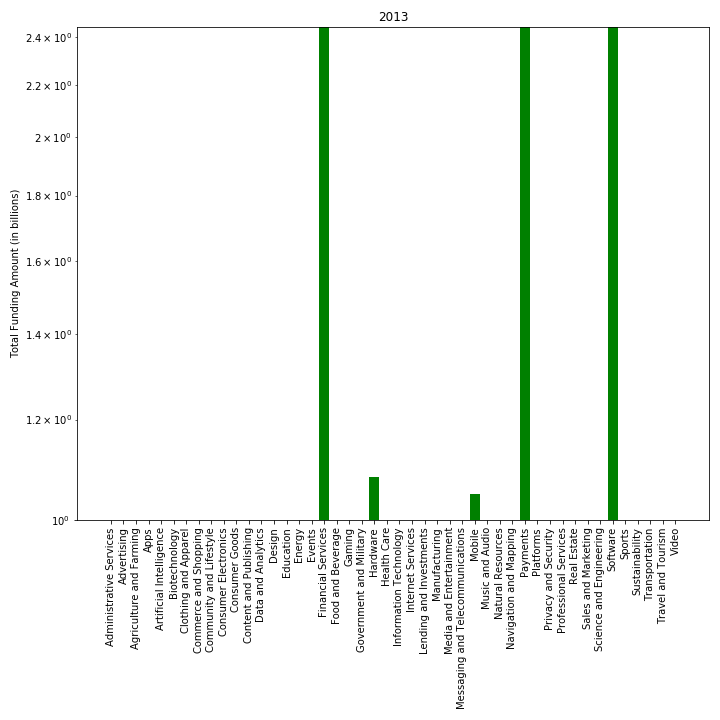 2013
Total Funding Amount (in billions)
2.4 × 10⁰
2.2 × 10⁰
2 × 10⁰
1.8 × 10⁰
1.6 × 10⁰
1.4 × 10⁰
1.2 × 10⁰
10⁰
Administrative Services
Advertising
Agriculture and Farming
Apps
Artificial Intelligence
Biotechnology
Clothing and Apparel
Commerce and Shopping
Community and Lifestyle
Consumer Electronics
Consumer Goods
Content and Publishing
Data and Analytics
Design
Education
Energy
Events
Financial Services
Food and Beverage
Gaming
Government and Military
Hardware
Health Care
Information Technology
Internet Services
Lending and Investments
Manufacturing
Media and Entertainment
Messaging and Telecommunications
Mobile
Music and Audio
Natural Resources
Navigation and Mapping
Payments
Platforms
Privacy and Security
Professional Services
Real Estate
Sales and Marketing
Science and Engineering
Software
Sports
Sustainability
Transportation
Travel and Tourism
Video